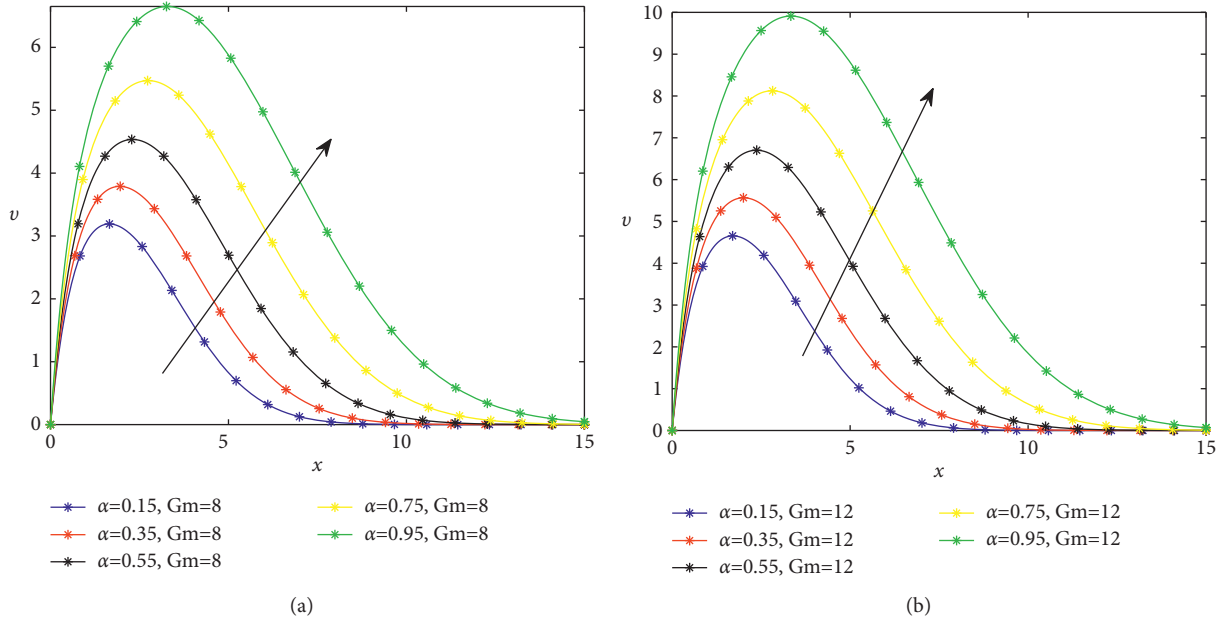 6
5
4
3
2
1
0
v
0
5
10
15
x
α=0.15, Gm=8
α=0.35, Gm=8
α=0.55, Gm=8
α=0.75, Gm=8
α=0.95, Gm=8
(a)
10
9
8
7
6
5
4
3
2
1
0
v
0
5
10
15
x
α=0.15, Gm=12
α=0.35, Gm=12
α=0.55, Gm=12
α=0.75, Gm=12
α=0.95, Gm=12
(b)